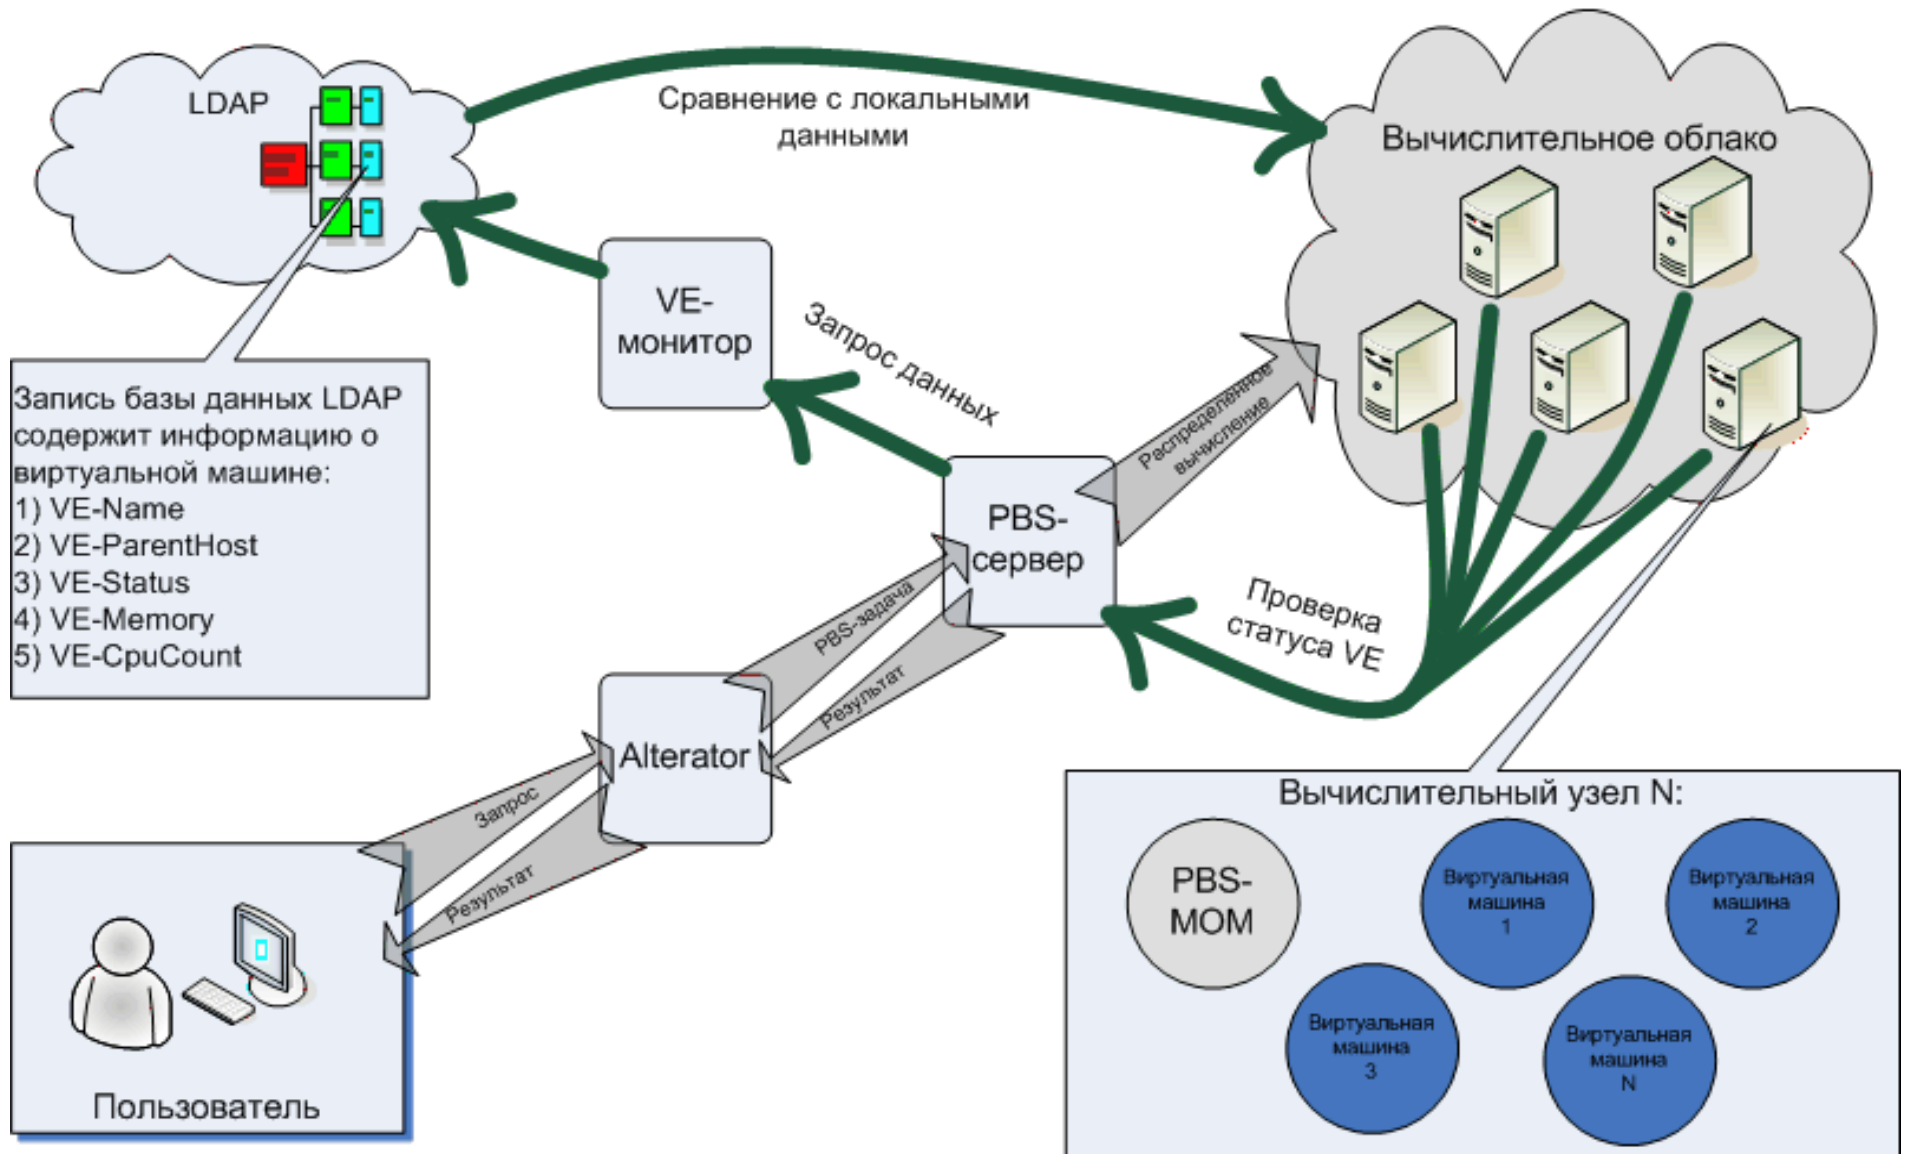 LDAP
Сравнение с локальными
данными
Вычислительное облако
VE-
монитор
Запрос данных
Распределенное
вычисление
Запись базы данных LDAP
содержит информацию о
виртуальной машине:
1) VE-Name
2) VE-ParentHost
3) VE-Status
4) VE-Memory
5) VE-CpuCount
PBS-
сервер
Проверка
статуса VE
PBS-задача
Результат
Alterator
Запрос
Результат
Пользователь
Вычислительный узел N:
PBS-
MOM
Виртуальная
машина
1
Виртуальная
машина
2
Виртуальная
машина
3
Виртуальная
машина
N